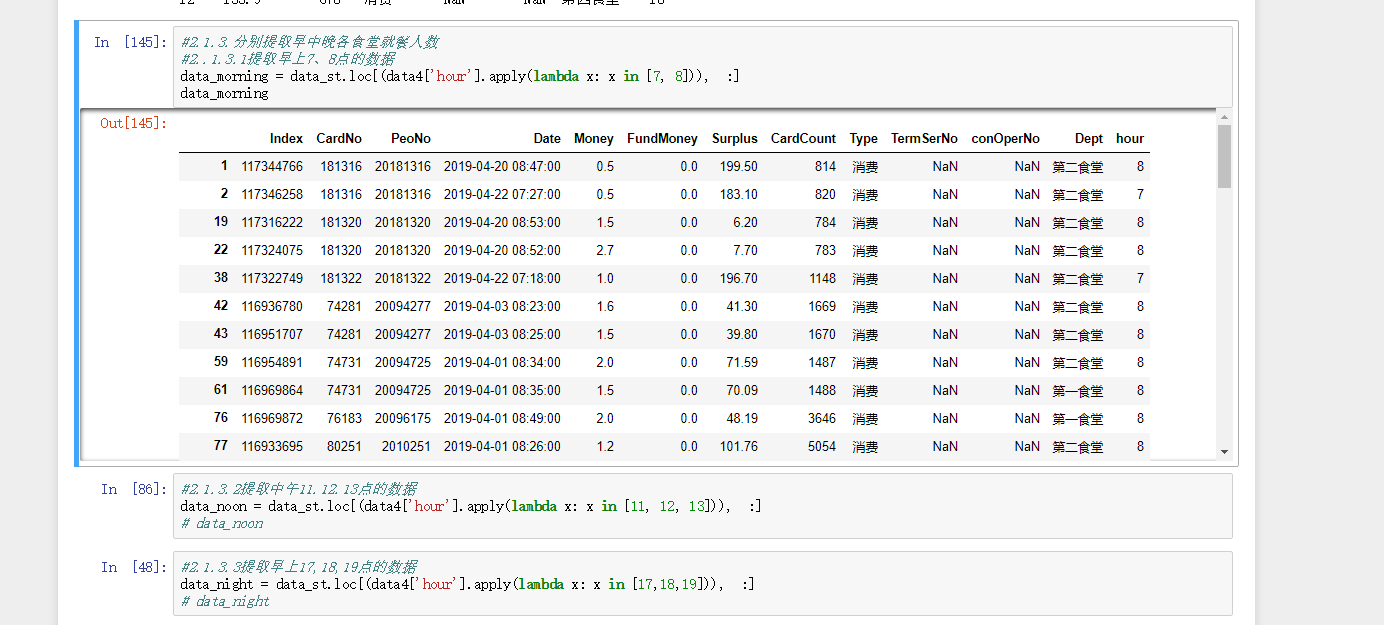 In [145]:
#2.1.3.分别提取早中晚各食堂就餐人数
#2..1.3.1提取早上7、8点的数据
data_morning = data_st.loc[(data4['hour'].apply(lambda x: x in [7, 8])), :]
data_morning
Out[145]:
Index CardNo PeoNo Date Money FundMoney Surplus CardCount Type TermSerNo conOperNo Dept hour
1 117344766 181316 20181316 2019-04-20 08:47:00 0.5 0.0 199.50 814 消费 NaN NaN 第二食堂 8
2 117346258 181316 20181316 2019-04-22 07:27:00 0.5 0.0 183.10 820 消费 NaN NaN 第二食堂 7
19 117316222 181320 20181320 2019-04-20 08:53:00 1.5 0.0 6.20 784 消费 NaN NaN 第二食堂 8
22 117324075 181320 20181320 2019-04-20 08:52:00 2.7 0.0 7.70 783 消费 NaN NaN 第二食堂 8
38 117322749 181322 20181322 2019-04-22 07:18:00 1.0 0.0 196.70 1148 消费 NaN NaN 第二食堂 7
42 116936780 74281 20094277 2019-04-03 08:23:00 1.6 0.0 41.30 1669 消费 NaN NaN 第二食堂 8
43 116951707 74281 20094277 2019-04-03 08:25:00 1.5 0.0 39.80 1670 消费 NaN NaN 第二食堂 8
59 116954891 74731 20094725 2019-04-01 08:34:00 2.0 0.0 71.59 1487 消费 NaN NaN 第二食堂 8
61 116969864 74731 20094725 2019-04-01 08:35:00 1.5 0.0 70.09 1488 消费 NaN NaN 第一食堂 8
76 116969872 76183 20096175 2019-04-01 08:49:00 2.0 0.0 48.19 3646 消费 NaN NaN 第一食堂 8
77 116933695 80251 2010251 2019-04-01 08:26:00 1.2 0.0 101.76 5054 消费 NaN NaN 第二食堂 8
In [86]:
#2.1.3.2提取中午11.12.13点的数据
data_noon = data_st.loc[(data4['hour'].apply(lambda x: x in [11, 12, 13])), :]
# data_noon
In [48]:
#2.1.3.3提取早上17,18,19点的数据
data_night = data_st.loc[(data4['hour'].apply(lambda x: x in [17,18,19])), :]
# data_night